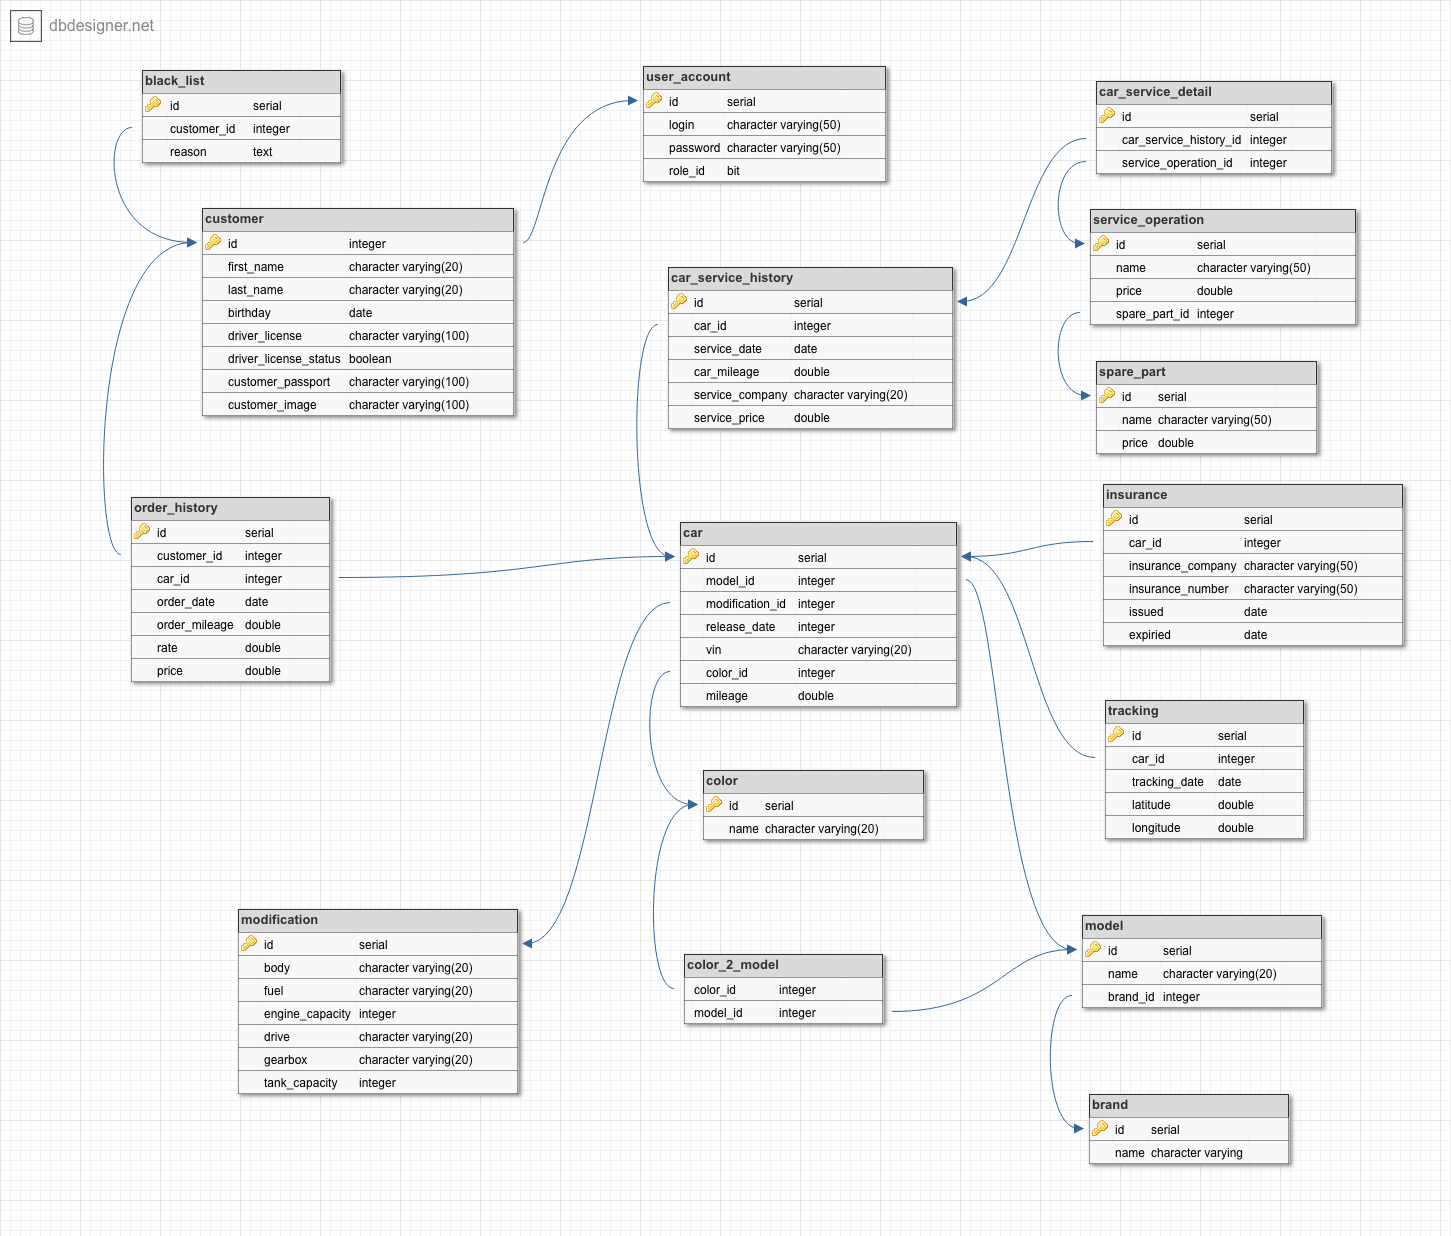 dbdesigner.net
black_list
id serial
customer_id integer
reason text
user_account
id serial
login character varying(50)
password character varying(50)
role_id bit
car_service_detail
id serial
car_service_history_id integer
service_operation_id integer
customer
id integer
first_name character varying(20)
last_name character varying(20)
birthday date
driver_license character varying(100)
driver_license_status boolean
customer_passport character varying(100)
customer_image character varying(100)
service_operation
id serial
name character varying(50)
price double
spare_part_id integer
car_service_history
id serial
car_id integer
service_date date
car_mileage double
service_company character varying(20)
service_price double
spare_part
id serial
name character varying(50)
price double
order_history
id serial
customer_id integer
car_id integer
order_date date
order_mileage double
rate double
price double
car
id serial
model_id integer
modification_id integer
release_date integer
vin character varying(20)
color_id integer
mileage double
insurance
id serial
car_id integer
insurance_company character varying(50)
insurance_number character varying(50)
issued date
expiried date
tracking
id serial
car_id integer
tracking_date date
latitude double
longitude double
color
id serial
name character varying(20)
modification
id serial
body character varying(20)
fuel character varying(20)
engine_capacity integer
drive character varying(20)
gearbox character varying(20)
tank_capacity integer
color_2_model
color_id integer
model_id integer
model
id serial
name character varying(20)
brand_id integer
brand
id serial
name character varying